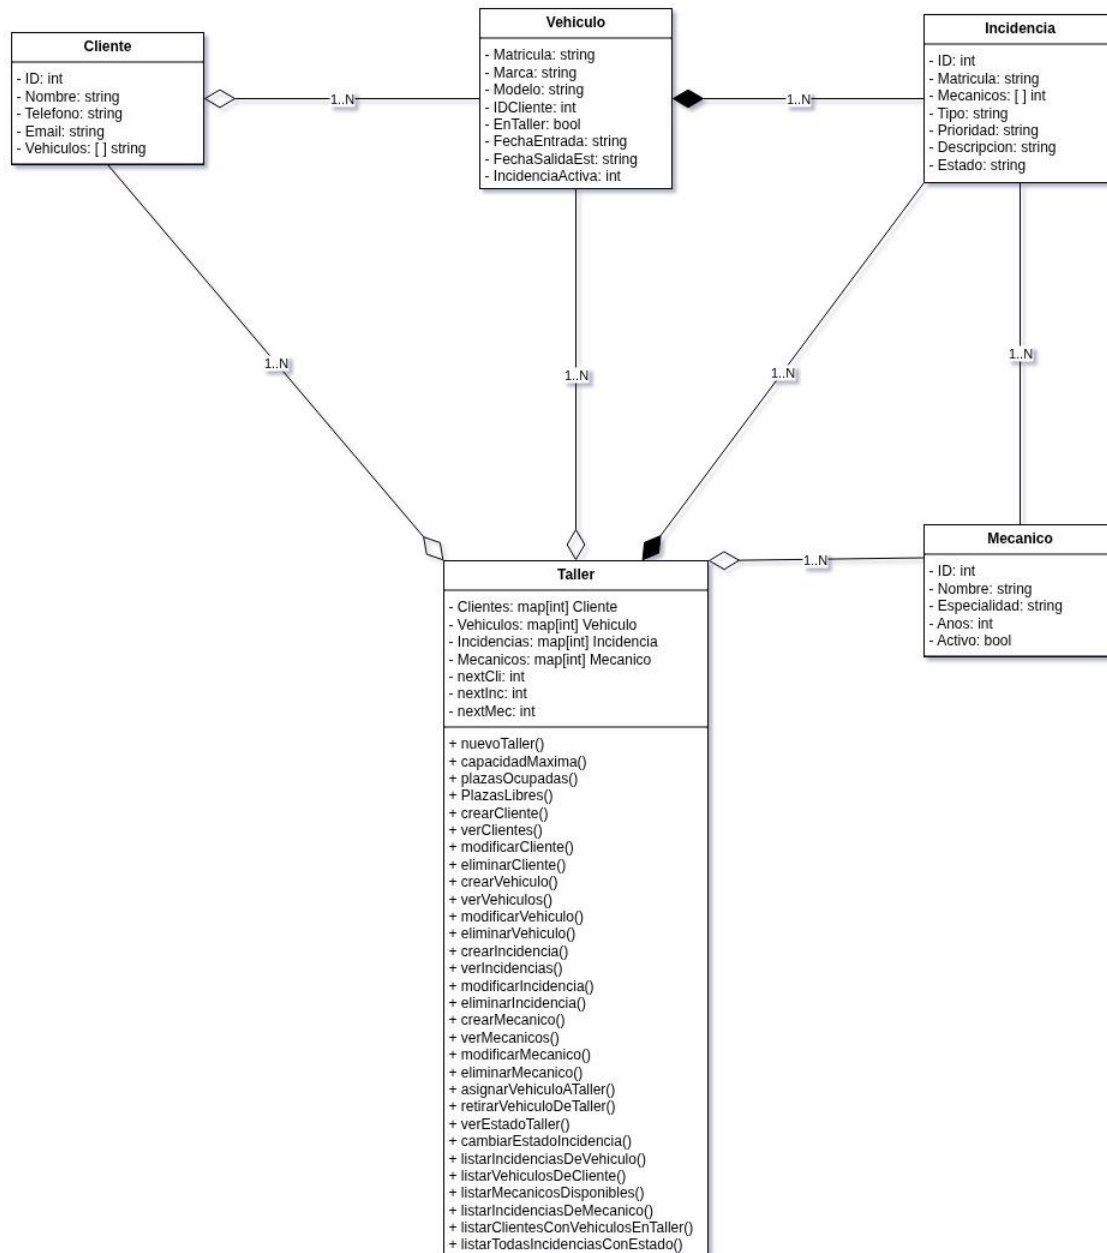 Cliente
- ID: int
- Nombre: string
- Telefono: string
- Email: string
- Vehiculos: [ ] string
1..N
Vehiculo
- Matricula: string
- Marca: string
- Modelo: string
- IDCliente: int
- EnTaller: bool
- FechaEntrada: string
- FechaSalidaEst: string
- IncidenciaActiva: int
1..N
Incidencia
- ID: int
- Matricula: string
- Mecanicos: [ ] int
- Tipo: string
- Prioridad: string
- Descripcion: string
- Estado: string
1..N
1..N
1..N
1..N
Mecanico
- ID: int
- Nombre: string
- Especialidad: string
- Anos: int
- Activo: bool
1..N
Taller
- Clientes: map[int] Cliente
- Vehiculos: map[int] Vehiculo
- Incidencias: map[int] Incidencia
- Mecanicos: map[int] Mecanico
- nextCli: int
- nextInc: int
- nextMec: int
+ nuevoTaller()
+ capacidadMaxima()
+ plazasOcupadas()
+ PlazasLibres()
+ crearCliente()
+ verClientes()
+ modificarCliente()
+ eliminarCliente()
+ crearVehiculo()
+ verVehiculos()
+ modificarVehiculo()
+ eliminarVehiculo()
+ crearIncidencia()
+ verIncidencias()
+ modificarIncidencia()
+ eliminarIncidencia()
+ crearMecanico()
+ verMecanicos()
+ modificarMecanico()
+ eliminarMecanico()
+ asignarVehiculoATaller()
+ retirarVehiculoDeTaller()
+ verEstadoTaller()
+ cambiarEstadoIncidencia()
+ listarIncidenciasDeVehiculo()
+ listarVehiculosDeCliente()
+ listarMecanicosDisponibles()
+ listarIncidenciasDeMecanico()
+ listarClientesConVehiculosEnTaller()
+ listarTodasIncidenciasConEstado()